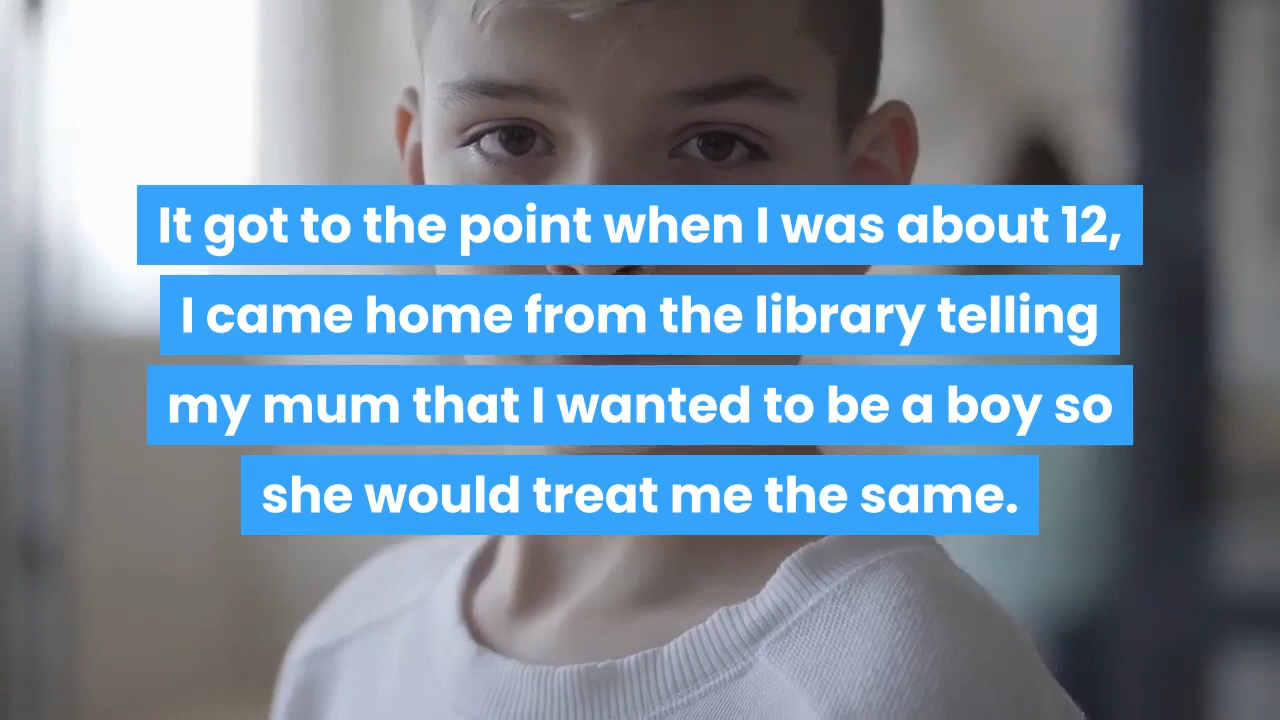 It got to the point when I was about 12,
I came home from the library telling
my mum that I wanted to be a boy so
she would treat me the same.